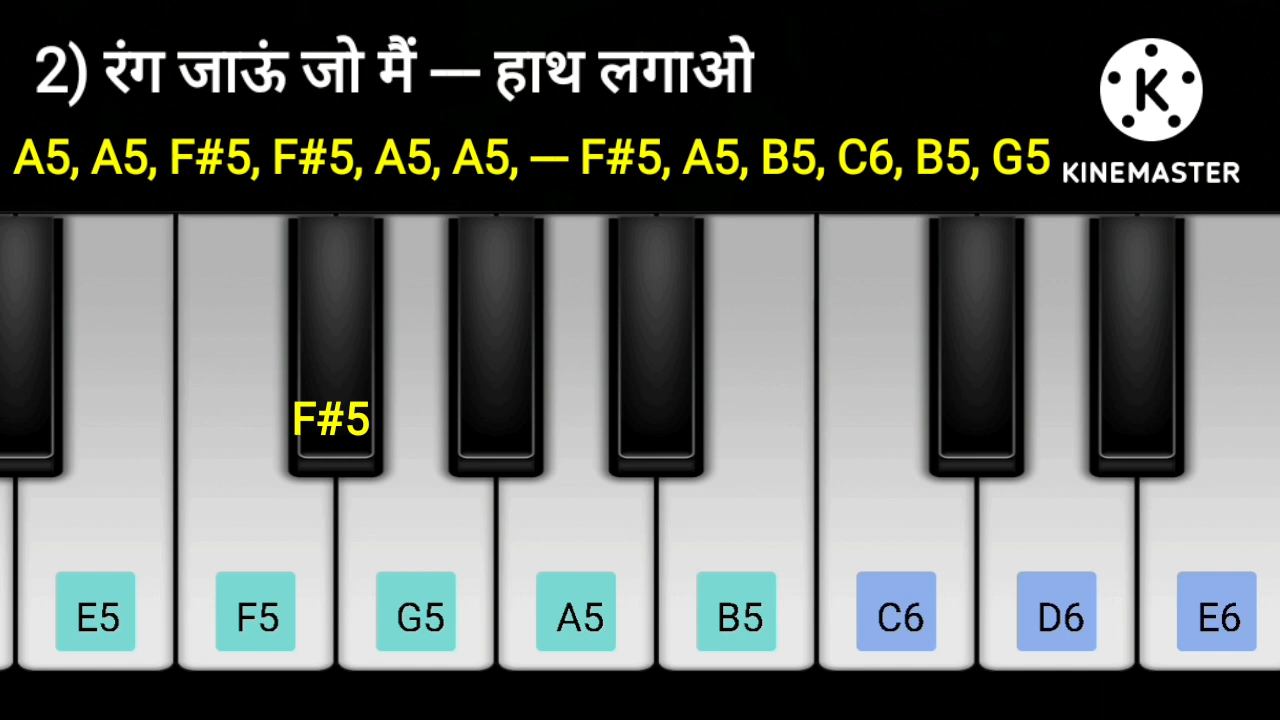 2) रंग जाऊं जो मैं — हाथ लगाओ
A5, A5, F#5, F#5, A5, A5, — F#5, A5, B5, C6, B5, G5
K
KINEMASTER
F#5
E5 F5 G5 A5 B5 C6 D6 E6